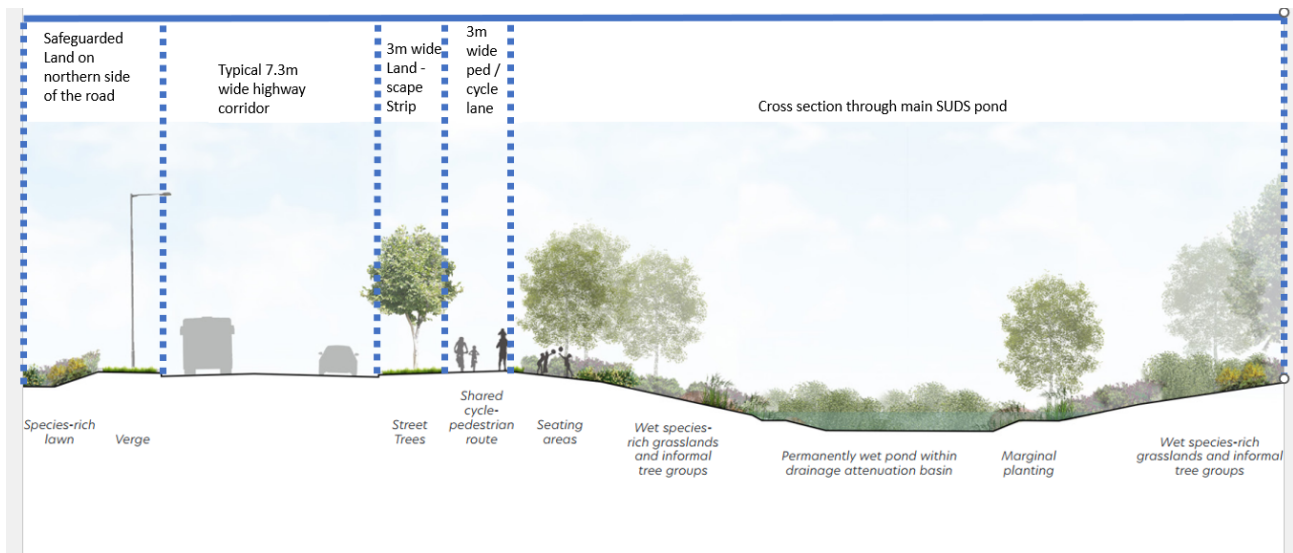 Safeguarded
Land on
northern side
of the road
Typical 7.3m
wide highway
corridor
3m wide
Land -
scape
Strip
3m
wide
ped /
cycle
lane
Cross section through main SUDS pond
Species-rich
lawn
Verge
Street
Trees
Shared
cycle-
pedestrian
route
Seating
areas
Wet species-
rich grasslands
and informal
tree groups
Permanently wet pond within
drainage attenuation basin
Marginal
planting
Wet species-rich
grasslands and informal
tree groups